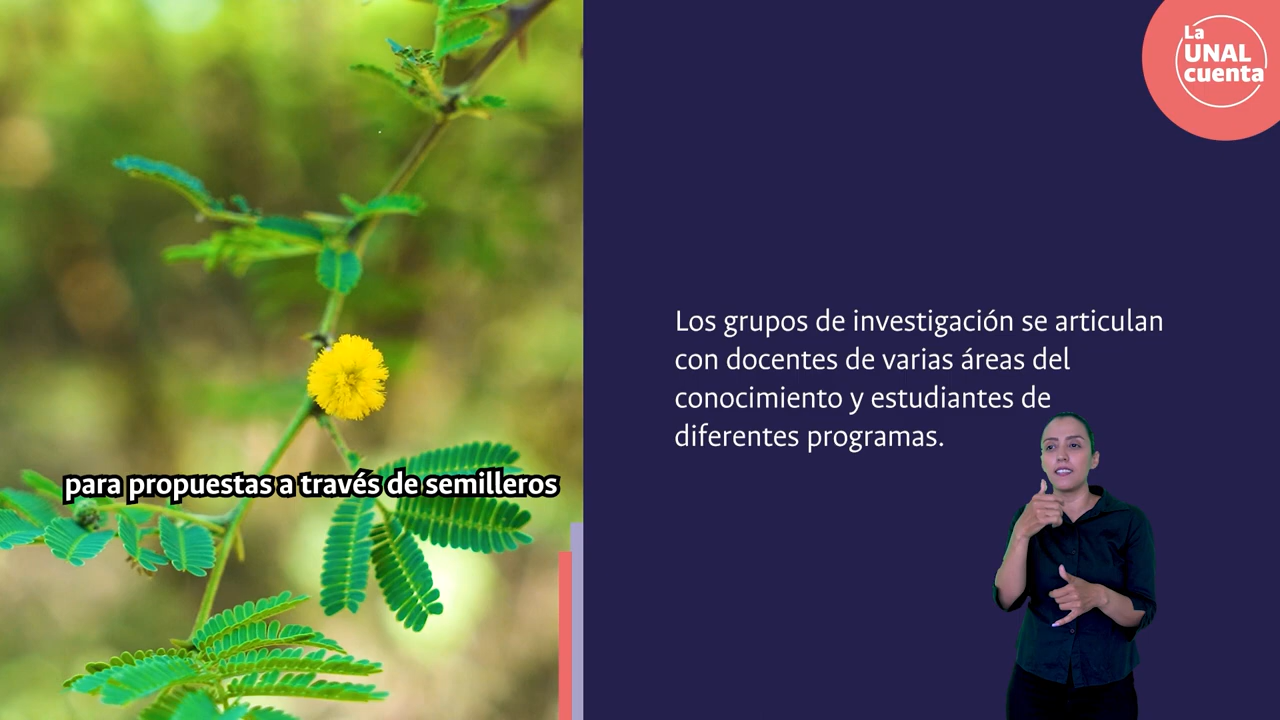 La
UNAL
cuenta
Los grupos de investigación se articulan
con docentes de varias áreas del
conocimiento y estudiantes de
diferentes programas.
para propuestas a través de semilleros